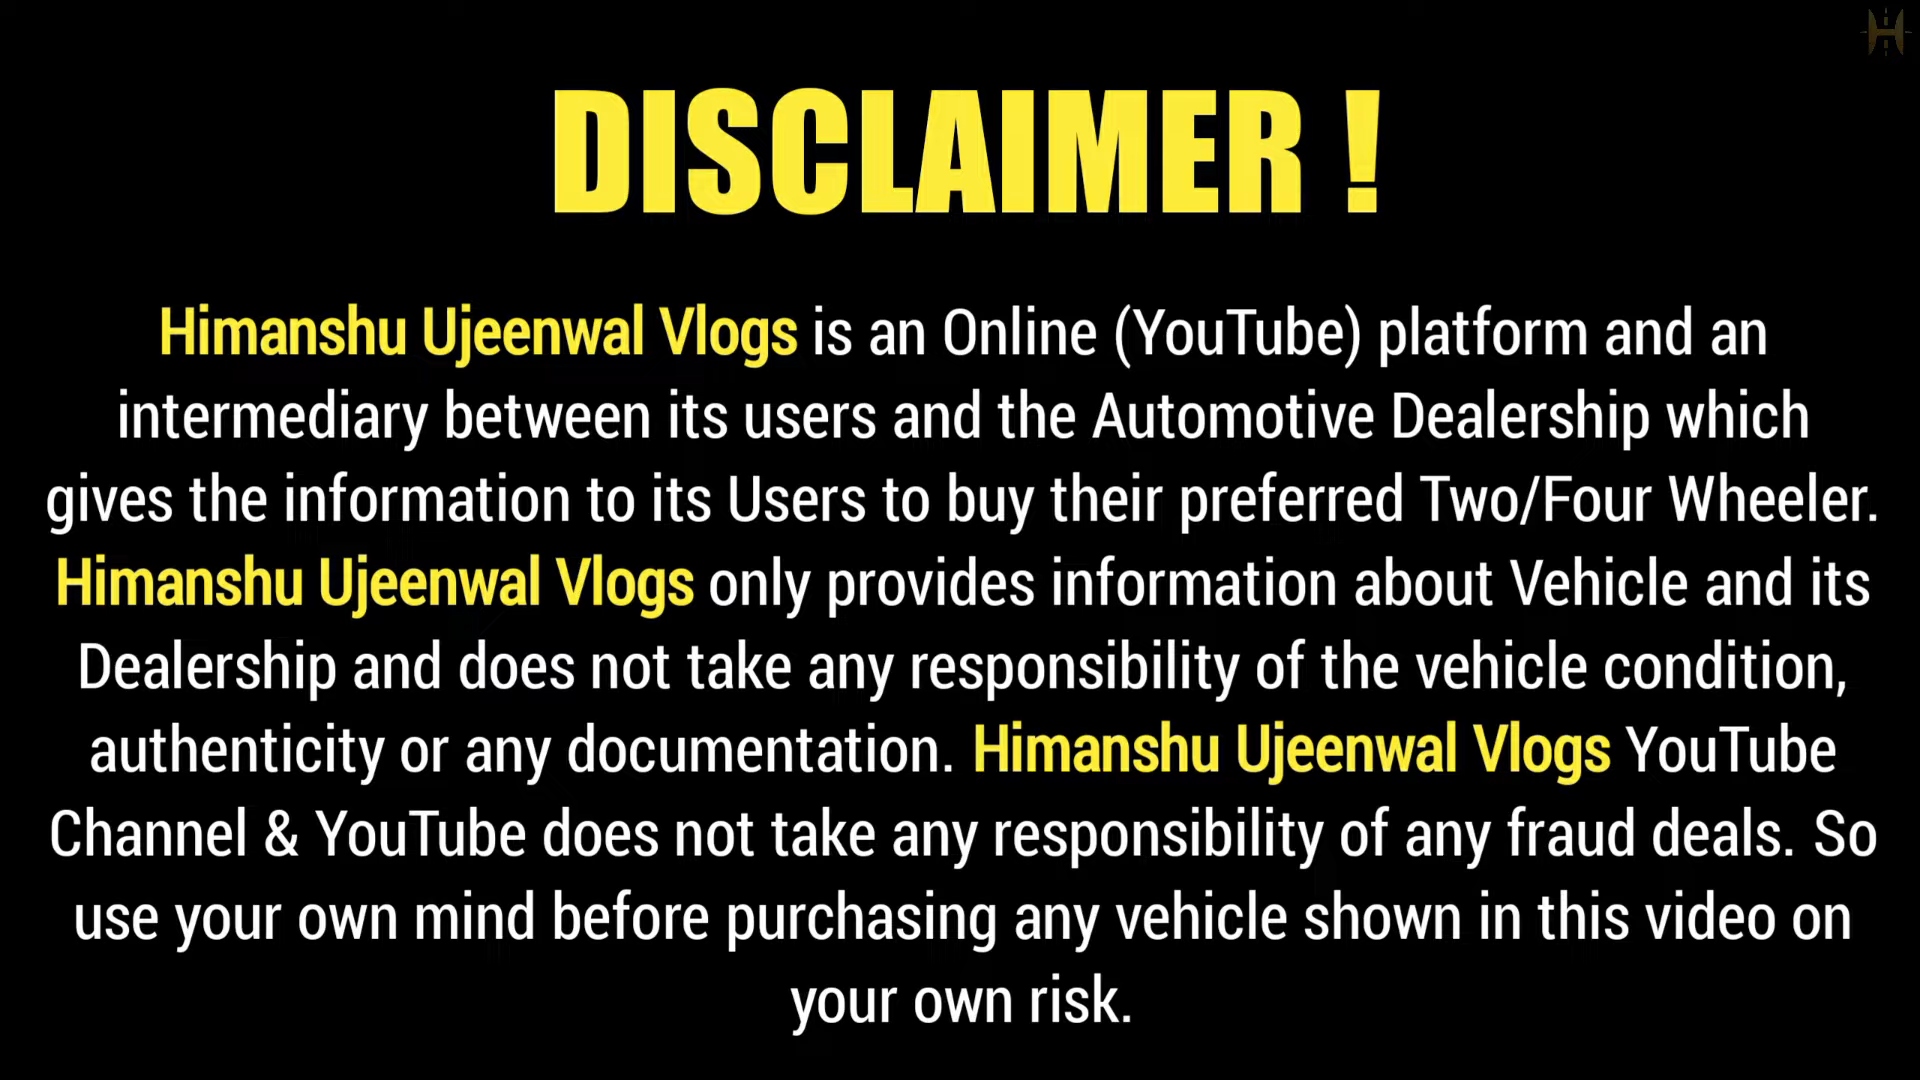 DISCLAIMER !
Himanshu Ujeenwal Vlogs is an Online (YouTube) platform and an
intermediary between its users and the Automotive Dealership which
gives the information to its Users to buy their preferred Two/Four Wheeler.
Himanshu Ujeenwal Vlogs only provides information about Vehicle and its
Dealership and does not take any responsibility of the vehicle condition,
authenticity or any documentation. Himanshu Ujeenwal Vlogs YouTube
Channel & YouTube does not take any responsibility of any fraud deals. So
use your own mind before purchasing any vehicle shown in this video on
your own risk.